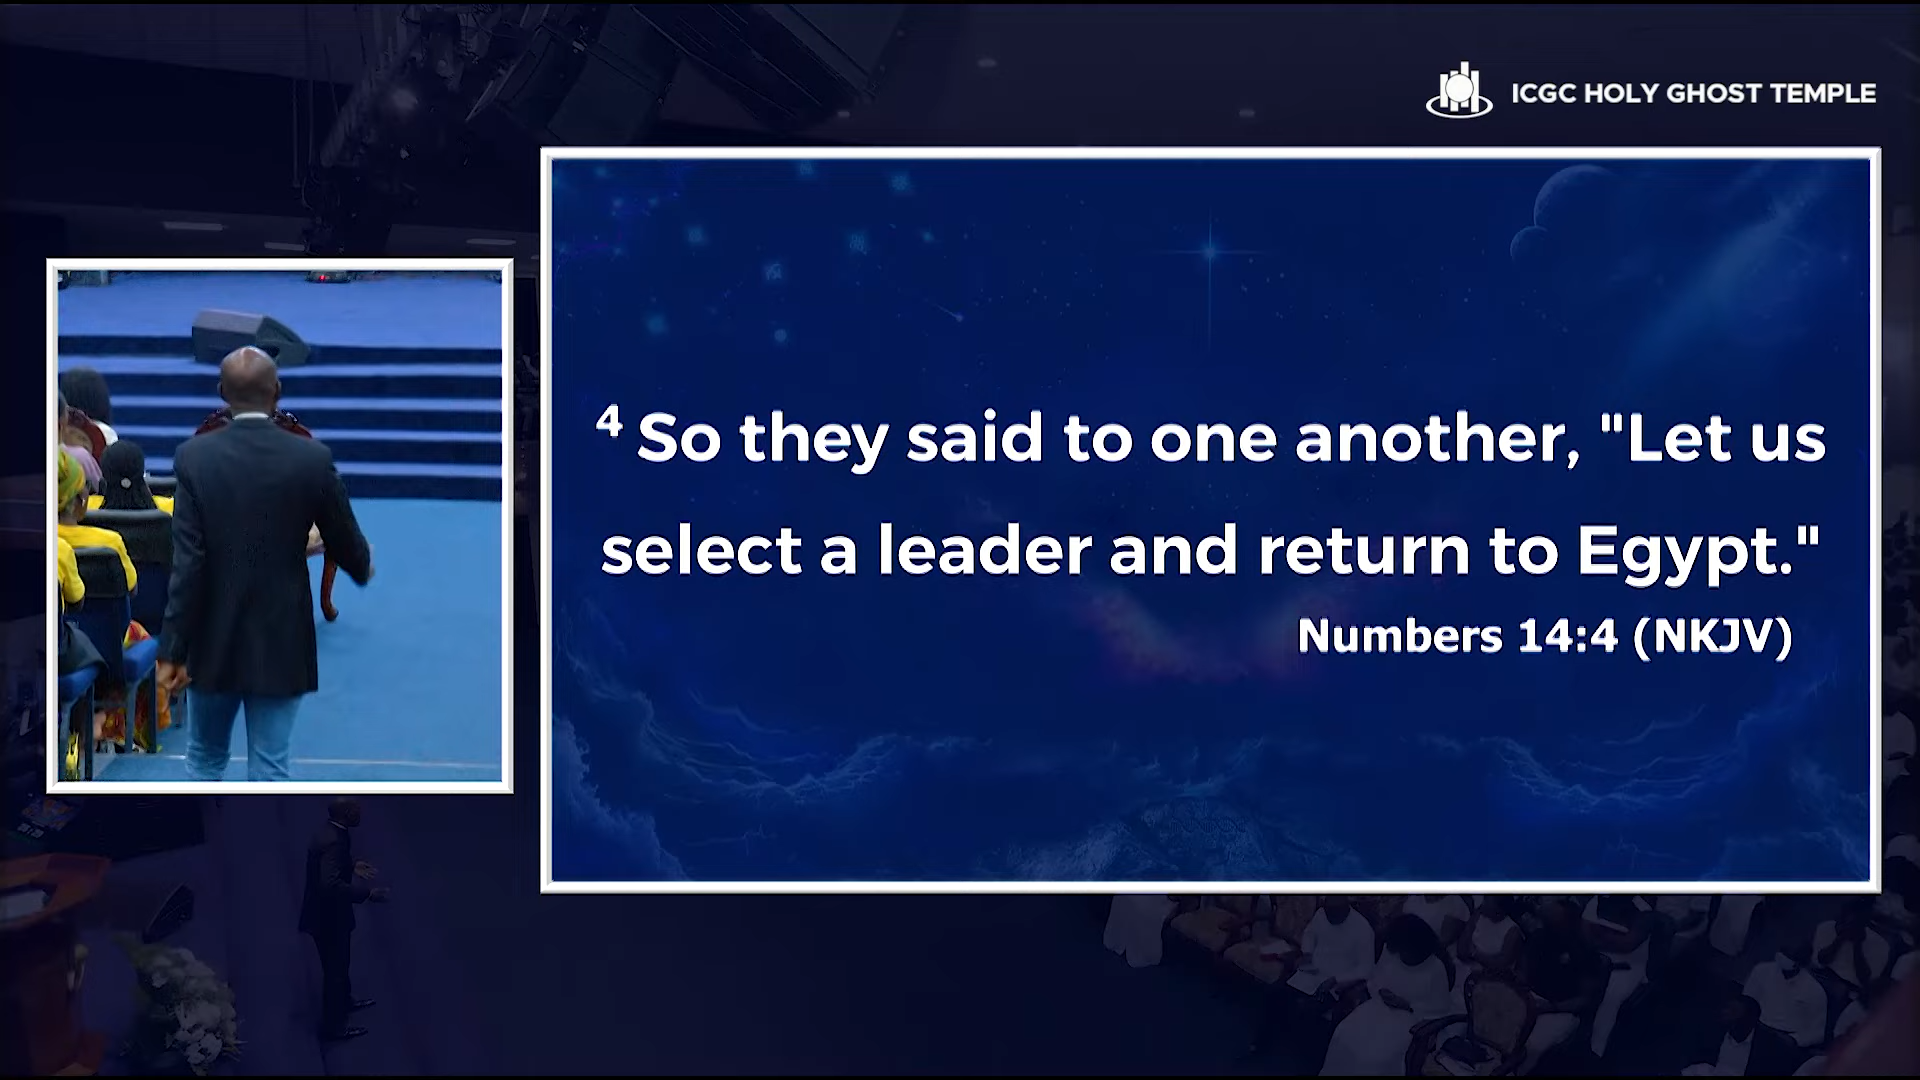 ICGC HOLY GHOST TEMPLE
4 So they said to one another, "Let us
select a leader and return to Egypt."
Numbers 14:4 (NKJV)